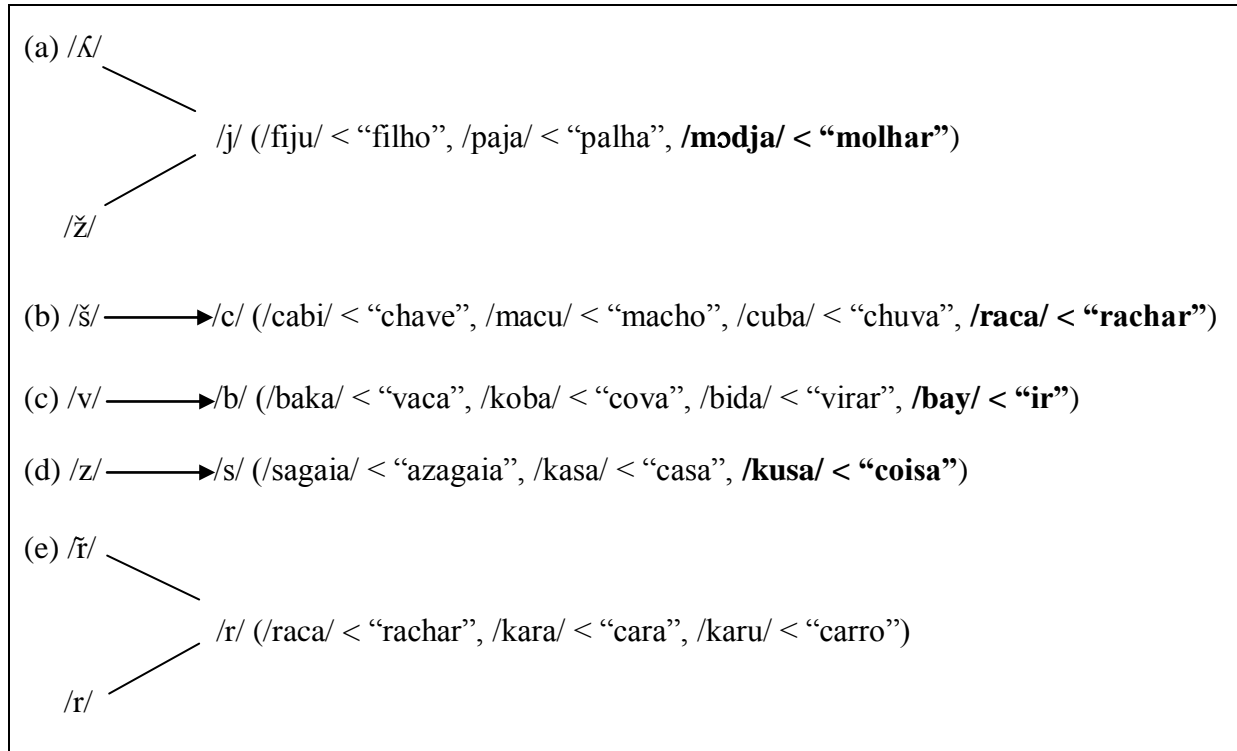 (a) /ʎ/
/j/ (/fiju/ < “filho”, /paja/ < “palha”, /mɔdja/ < “molhar”)
/ž/
(b) /š/ /c/ (/cabi/ < “chave”, /macu/ < “macho”, /cuba/ < “chuva”, /raca/ < “rachar”)
(c) /v/ /b/ (/baka/ < “vaca”, /koba/ < “cova”, /bida/ < “virar”, /bay/ < “ir”)
(d) /z/ /s/ (/sagaia/ < “azagaia”, /kasa/ < “casa”, /kusa/ < “coisa”)
(e) /r̃/
/r/ (/raca/ < “rachar”, /kara/ < “cara”, /karu/ < “carro”)
/r/